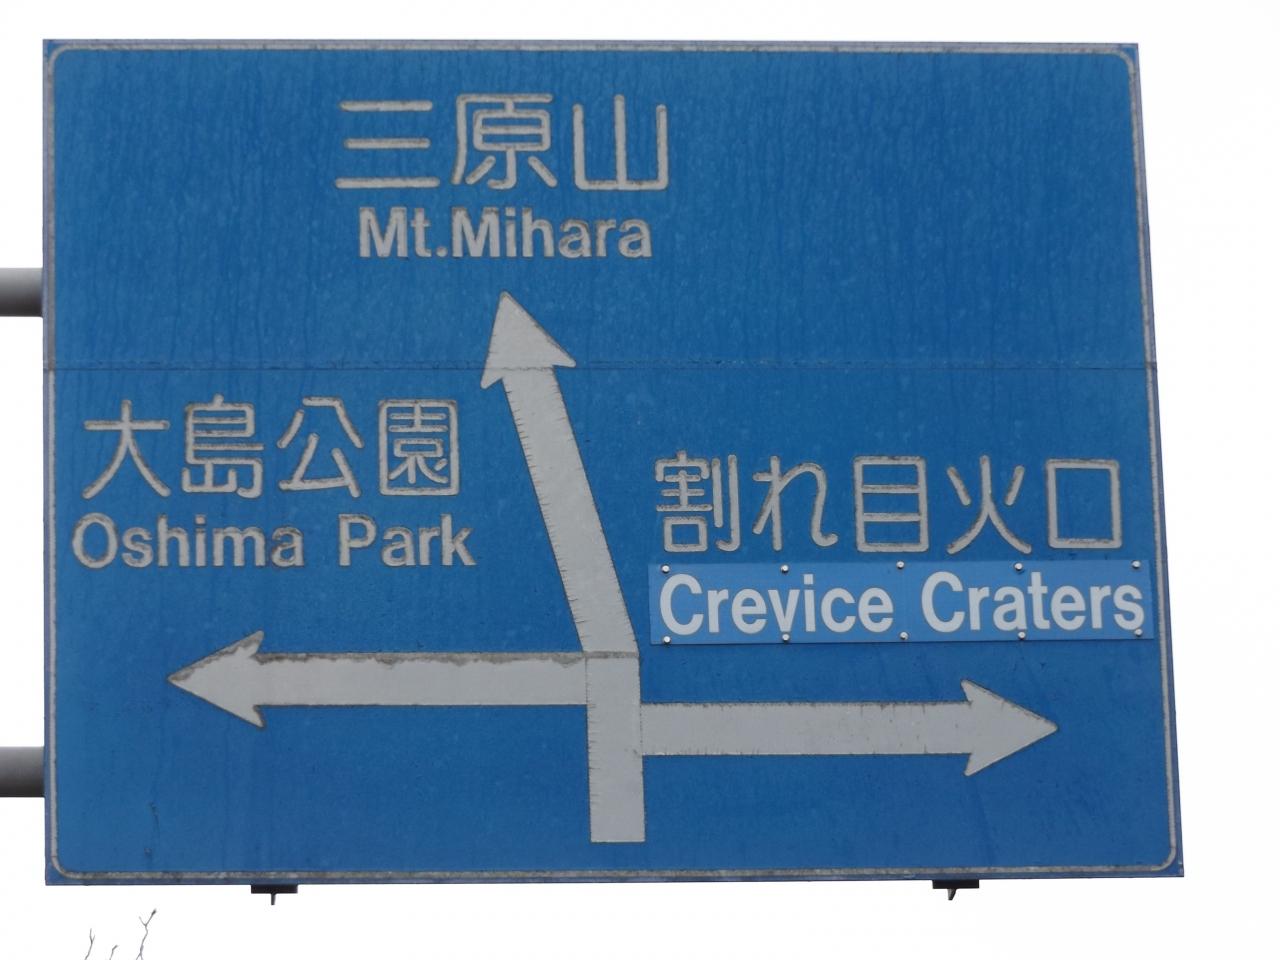 三原山
Mt.Mihara
大島公園
Oshima Park
割れ目火口
Crevice Craters